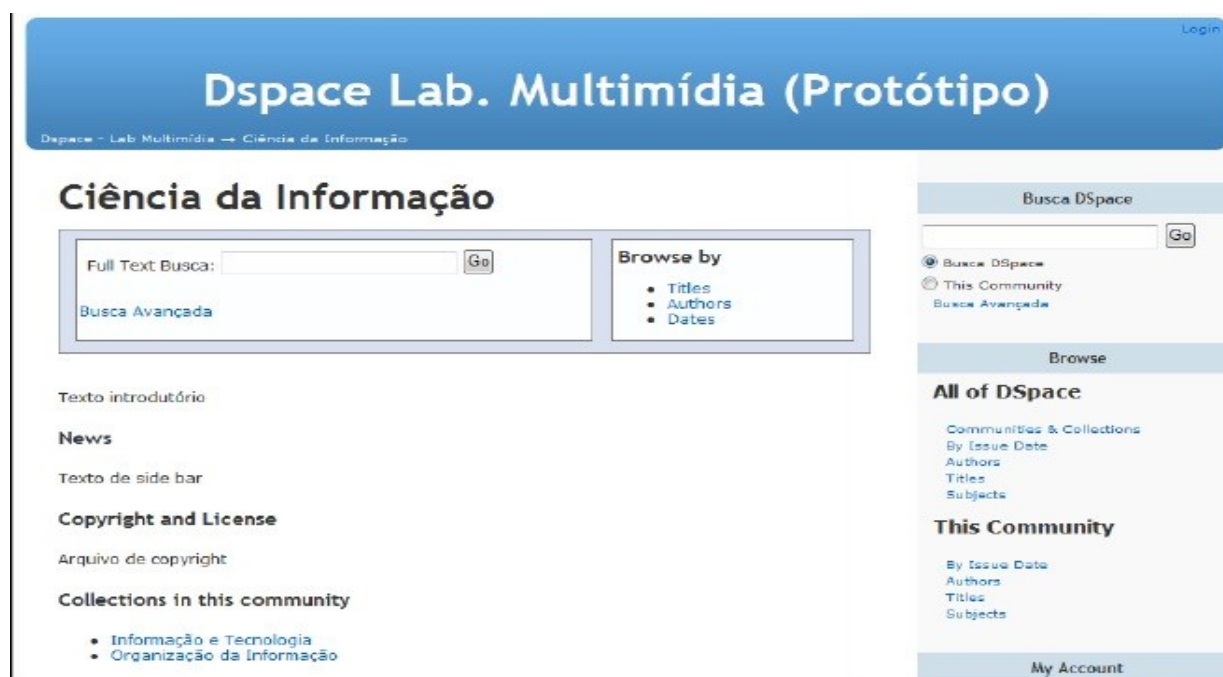 Login
Dspace Lab. Multimídia (Protótipo)
Dspace - Lab Multimídia → Ciência da Informação
Ciência da Informação
Full Text Busca:
Go
Busca Avançada
Browse by
Titles
Authors
Dates
Texto introdutório
News
Texto de side bar
Copyright and License
Arquivo de copyright
Collections in this community
Informação e Tecnologia
Organização da Informação
Busca DSpace
Go
Busca DSpace
This Community
Busca Avançada
Browse
All of DSpace
Communities & Collections
By Issue Date
Authors
Titles
Subjects
This Community
By Issue Date
Authors
Titles
Subjects
My Account